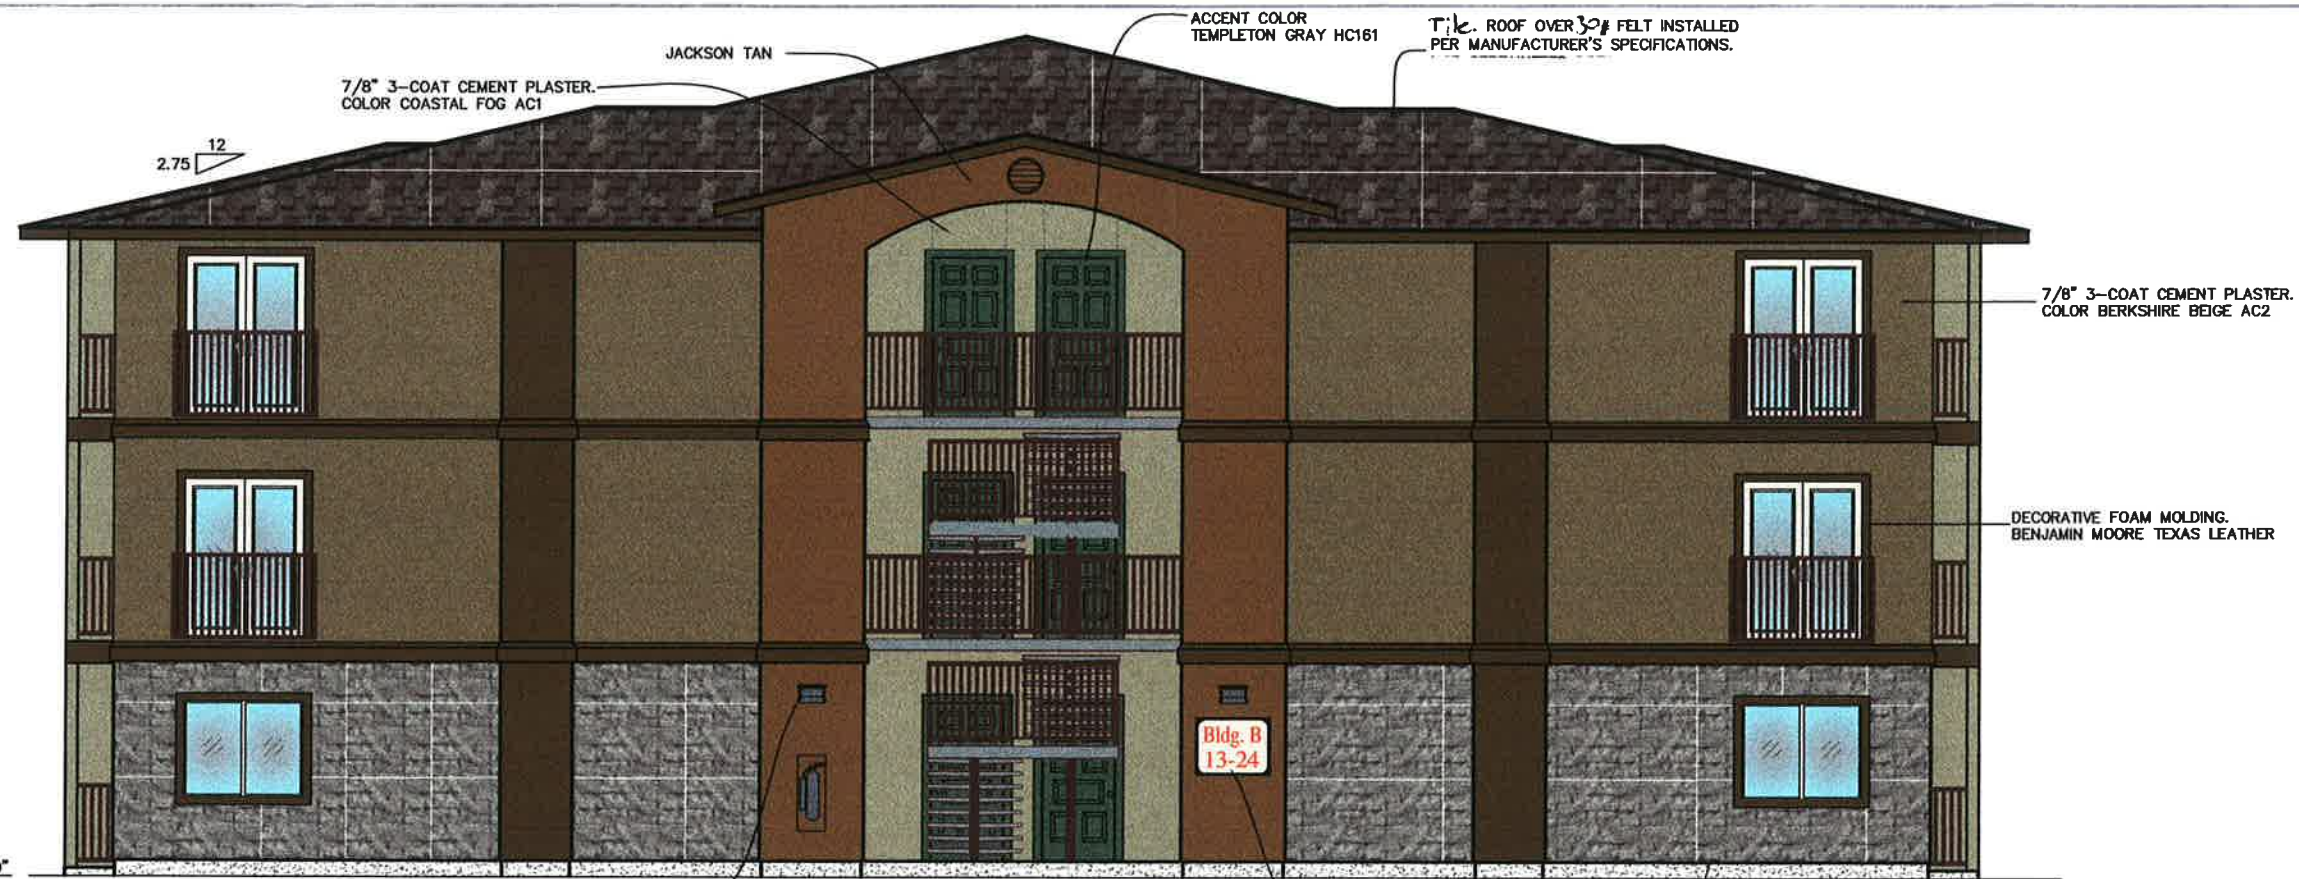 ACCENT COLOR
TEMPLETON GRAY HC161
Tile. ROOF OVER 30# FELT INSTALLED
PER MANUFACTURER'S SPECIFICATIONS.
JACKSON TAN
7/8" 3-COAT CEMENT PLASTER.
COLOR COASTAL FOG AC1
12
2.75
7/8" 3-COAT CEMENT PLASTER.
COLOR BERKSHIRE BEIGE AC2
DECORATIVE FOAM MOLDING.
BENJAMIN MOORE TEXAS LEATHER
Bldg. B
13-24